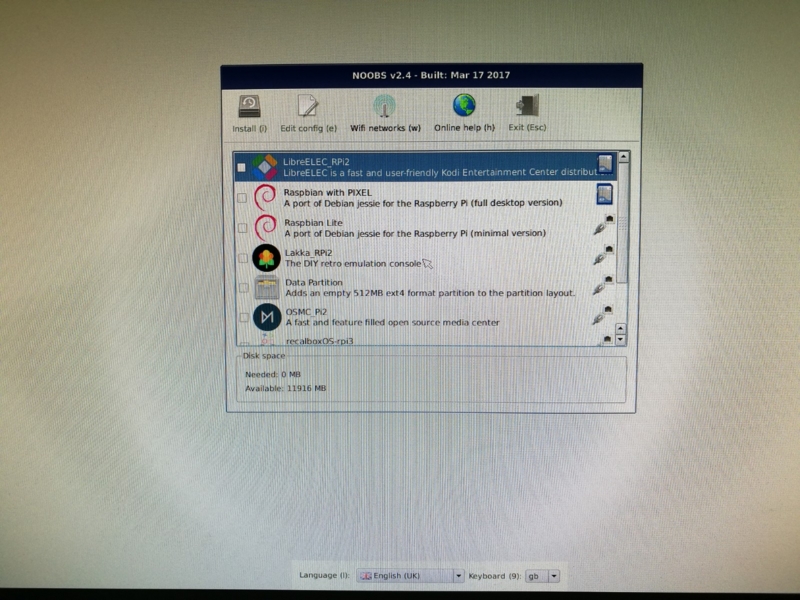 NOOBS v2.4 - Built: Mar 17 2017
Install (i) Edit config (e) Wifi networks (w) Online help (h) Exit (Esc)
LibreELEC_RPi2
LibreELEC is a fast and user-friendly Kodi Entertainment Center distribut...
Raspbian with PIXEL
A port of Debian jessie for the Raspberry Pi (full desktop version)
Raspbian Lite
A port of Debian jessie for the Raspberry Pi (minimal version)
Lakka_RPi2
The DIY retro emulation console
Data Partition
Adds an empty 512MB ext4 format partition to the partition layout.
OSMC_Pi2
A fast and feature filled open source media center
recalboxOS-rpi3
Disk space
Needed: 0 MB
Available: 11916 MB
Language (l): English (UK) Keyboard (9): gb